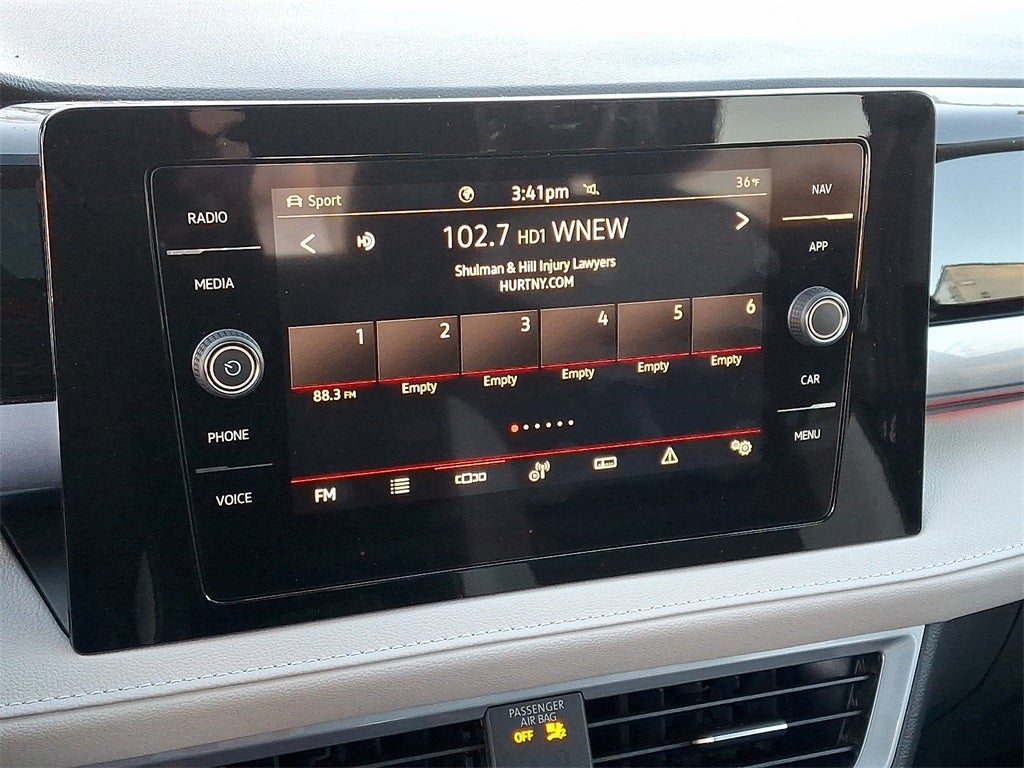 RADIO
MEDIA
PHONE
VOICE
Sport 3:41pm 36°F
102.7 HD1 WNEW
Shulman & Hill Injury Lawyers
HURTNY.COM
1 2 3 4 5 6
88.3 FM Empty Empty Empty Empty Empty
FM
NAV
APP
CAR
MENU
PASSENGER
AIR BAG
OFF